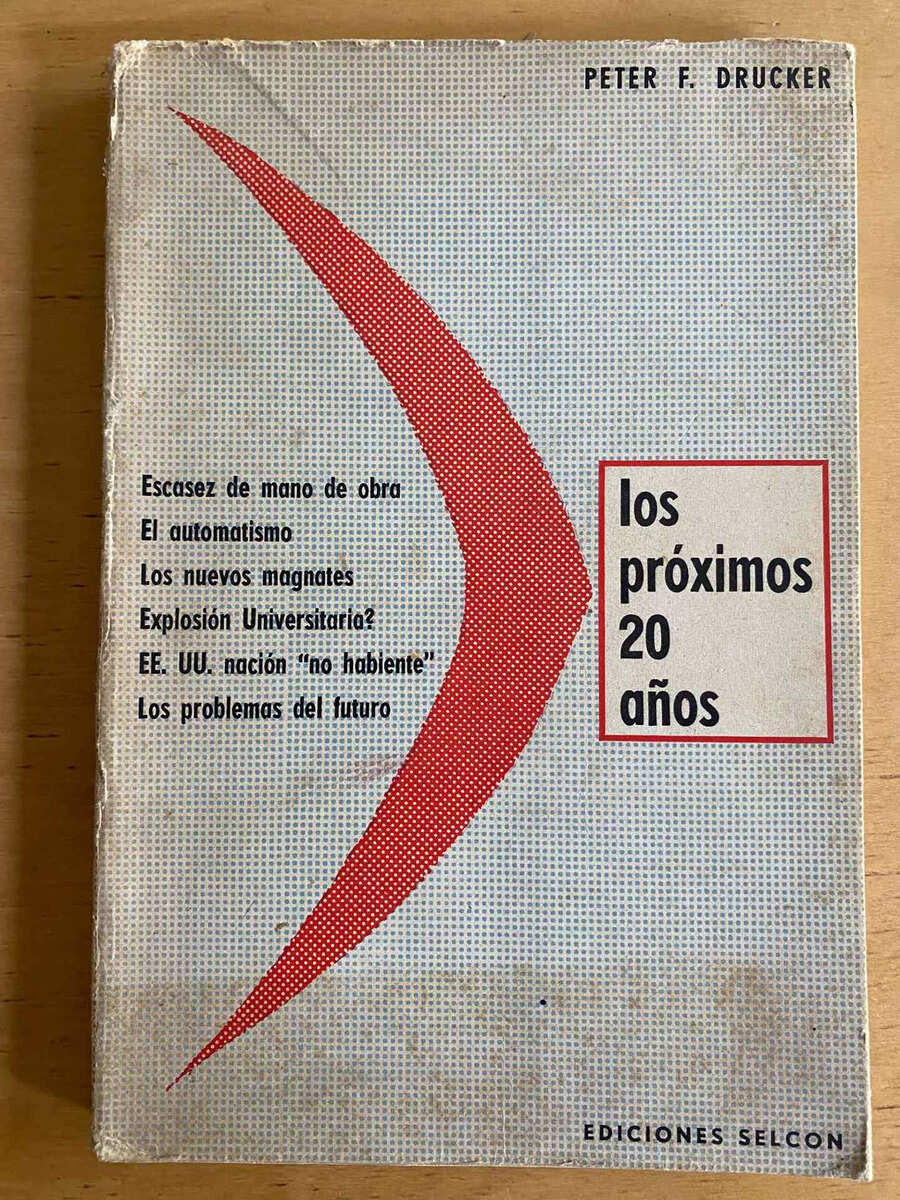 PETER F. DRUCKER
Escasez de mano de obra
El automatismo
Los nuevos magnates
Explosión Universitaria?
EE. UU. nación "no habiente"
Los problemas del futuro
los
próximos
20
años
EDICIONES SELCON